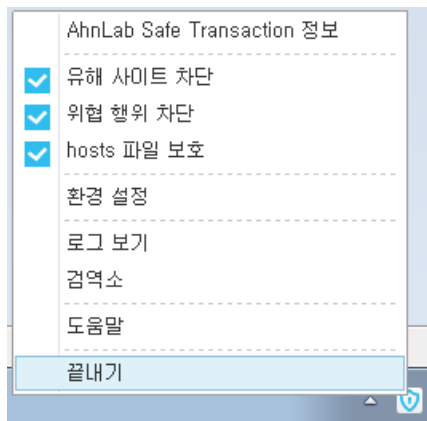 AhnLab Safe Transaction 정보
유해 사이트 차단
위협 행위 차단
hosts 파일 보호
환경 설정
로그 보기
검역소
도움말
끝내기